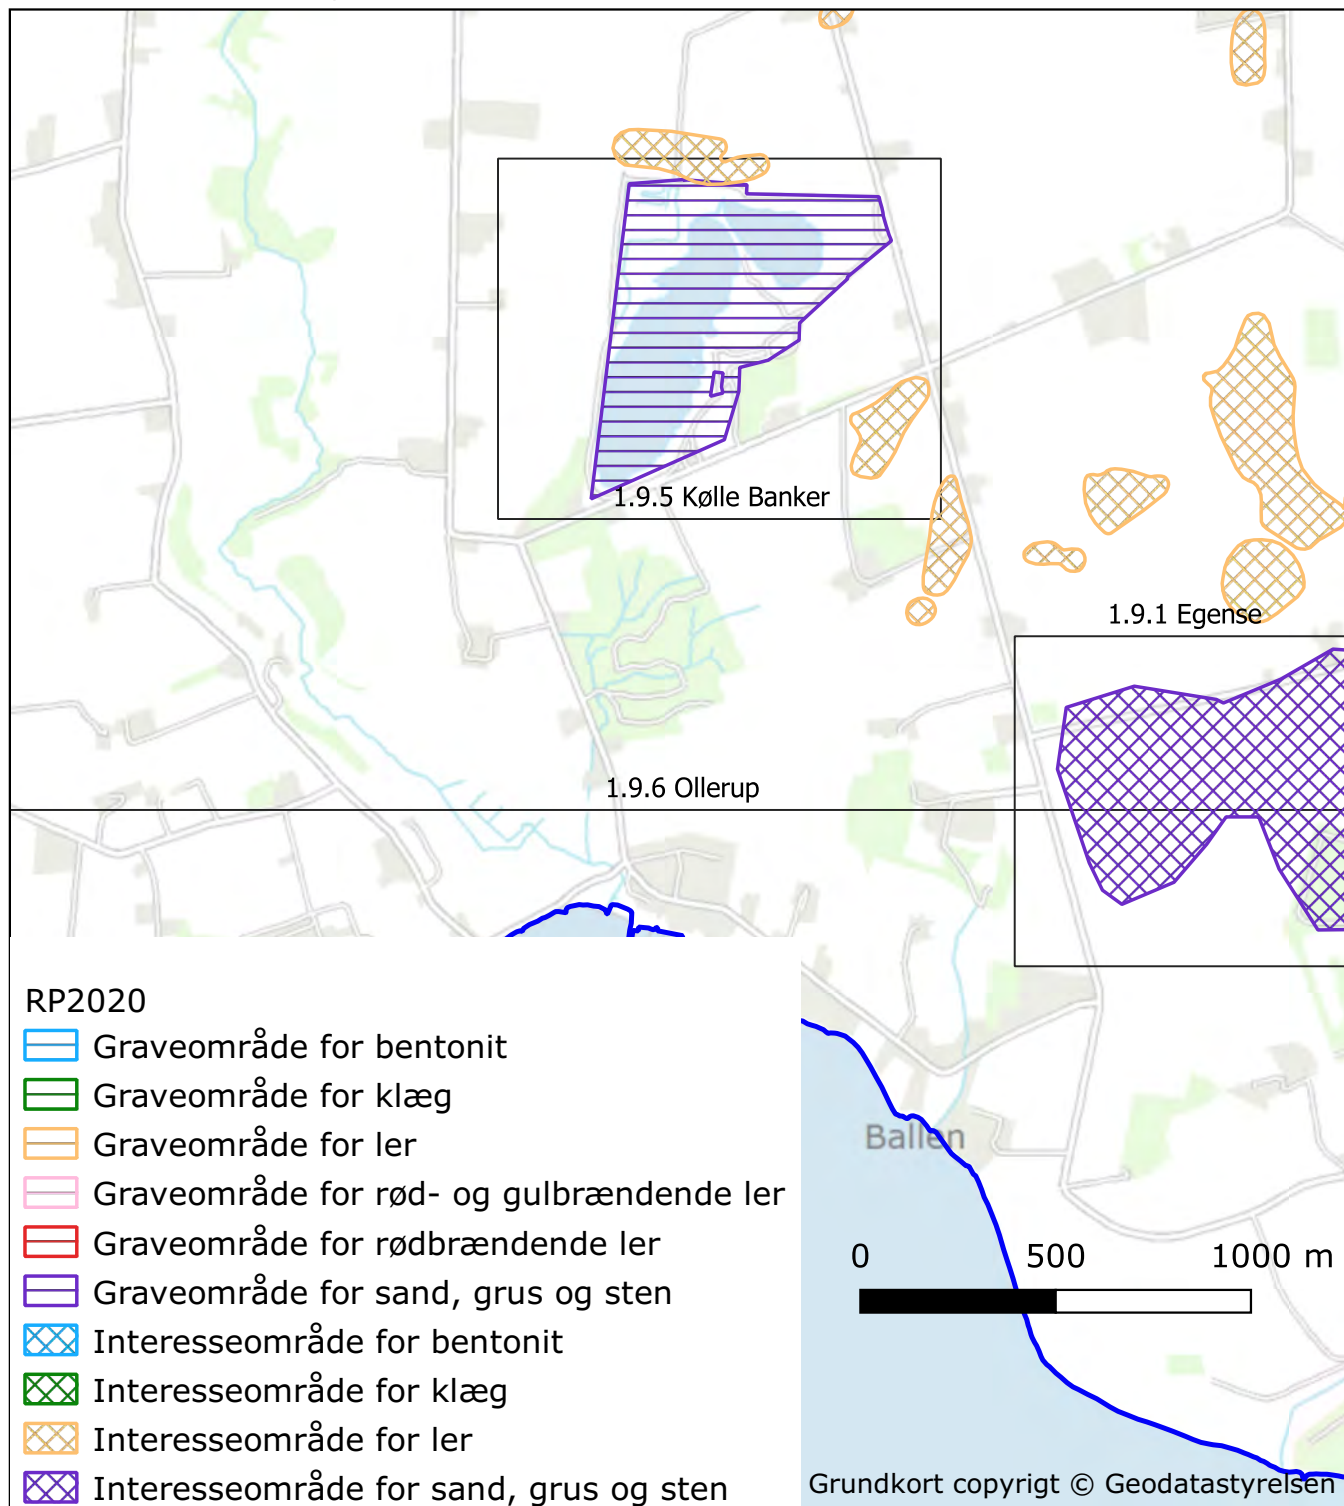 1.9.5 Kølle Banker
1.9.1 Egense
1.9.6 Ollerup
RP2020
Graveområde for bentonit
Graveområde for klæg
Graveområde for ler
Graveområde for rød- og gulbrændende ler
Graveområde for rødbrændende ler
Graveområde for sand, grus og sten
Interesseområde for bentonit
Interesseområde for klæg
Interesseområde for ler
Interesseområde for sand, grus og sten
Ballen
0 500 1000 m
Grundkort copyrigt © Geodatastyrelsen